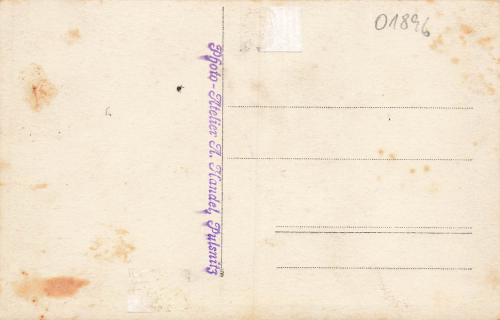 01896
Photo-Atelier A. Handel, Pulsnitz